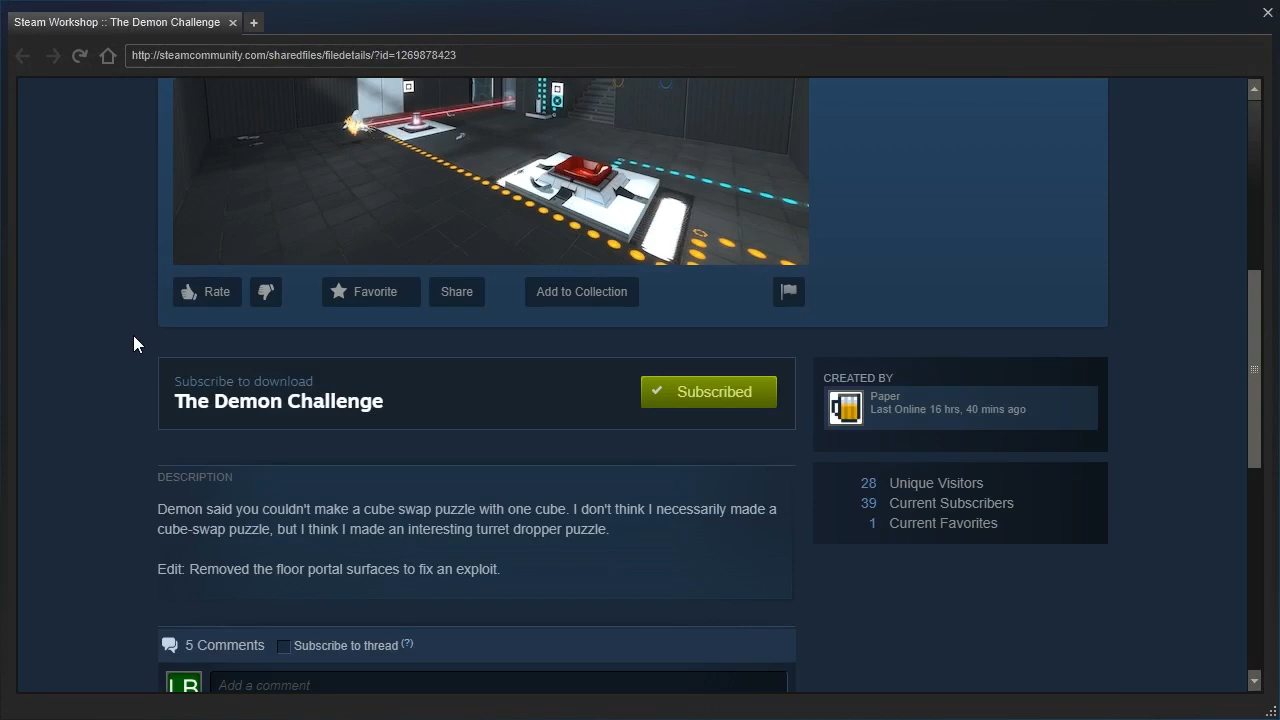 Steam Workshop :: The Demon Challenge
http://steamcommunity.com/sharedfiles/filedetails/?id=1269878423
Rate
Favorite
Share
Add to Collection
Subscribe to download
The Demon Challenge
Subscribed
CREATED BY
Paper
Last Online 16 hrs, 40 mins ago
DESCRIPTION
Demon said you couldn't make a cube swap puzzle with one cube. I don't think I necessarily made a
cube-swap puzzle, but I think I made an interesting turret dropper puzzle.
Edit: Removed the floor portal surfaces to fix an exploit.
28 Unique Visitors
39 Current Subscribers
1 Current Favorites
5 Comments Subscribe to thread (?)
LB
Add a comment